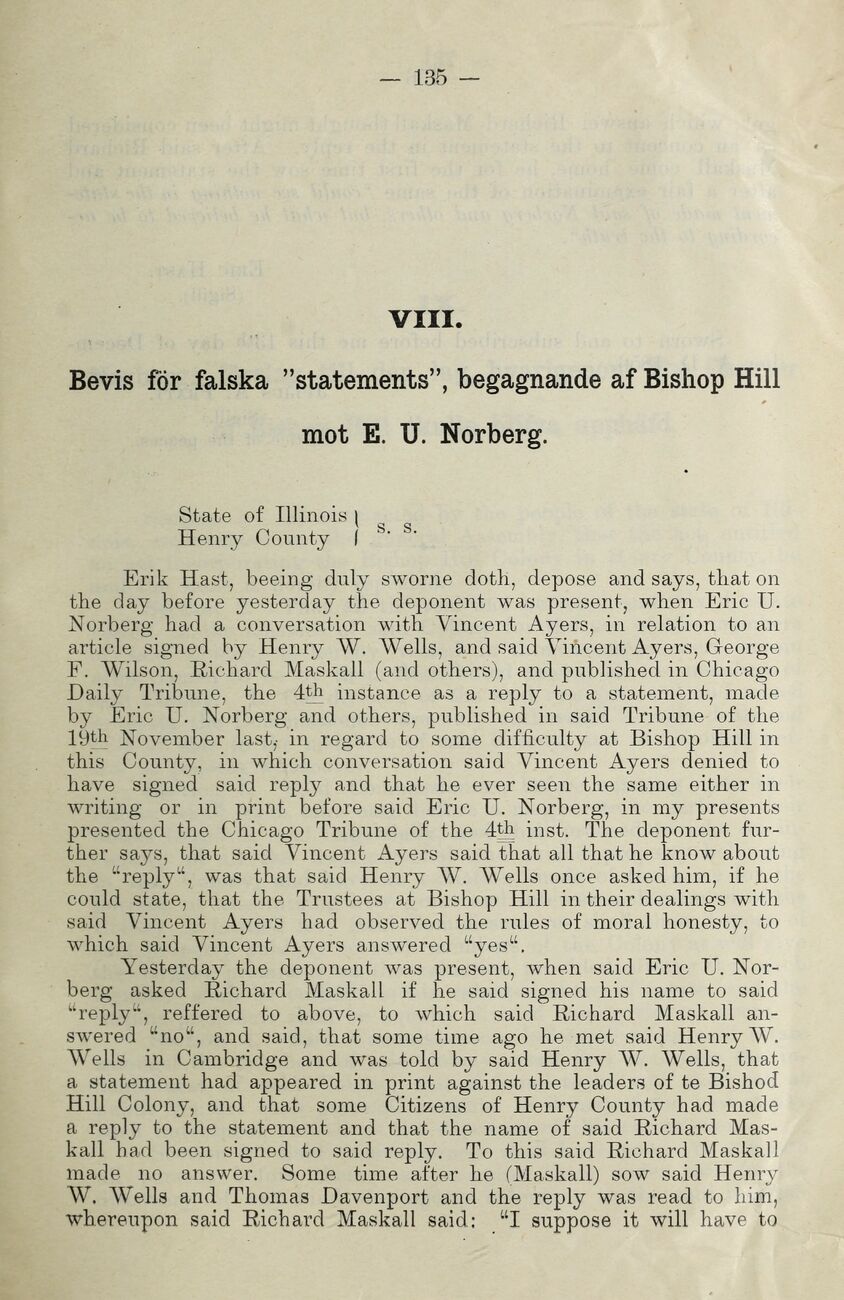 — 135 —
VIII.
Bevis för falska ”statements”, begagnande af Bishop Hill
mot E. U. Norberg.
State of Illinois } s. s.
Henry County
Erik Hast, beeing duly sworne doth, depose and says, that on
the day before yesterday the deponent was present, when Eric U.
Norberg had a conversation with Vincent Ayers, in relation to an
article signed by Henry W. Wells, and said Vincent Ayers, George
F. Wilson, Richard Maskall (and others), and published in Chicago
Daily Tribune, the 4th instance as a reply to a statement, made
by Eric U. Norberg and others, published in said Tribune of the
19th November last, in regard to some difficulty at Bishop Hill in
this County, in which conversation said Vincent Ayers denied to
have signed said reply and that he ever seen the same either in
writing or in print before said Eric U. Norberg, in my presents
presented the Chicago Tribune of the 4th inst. The deponent fur-
ther says, that said Vincent Ayers said that all that he know about
the “reply“, was that said Henry W. Wells once asked him, if he
could state, that the Trustees at Bishop Hill in their dealings with
said Vincent Ayers had observed the rules of moral honesty, to
which said Vincent Ayers answered “yes“.
Yesterday the deponent was present, when said Eric U. Nor-
berg asked Richard Maskall if he said signed his name to said
“reply“, reffered to above, to which said Richard Maskall an-
swered “no“, and said, that some time ago he met said Henry W.
Wells in Cambridge and was told by said Henry W. Wells, that
a statement had appeared in print against the leaders of te Bishod
Hill Colony, and that some Citizens of Henry County had made
a reply to the statement and that the name of said Richard Mas-
kall had been signed to said reply. To this said Richard Maskall
made no answer. Some time after he (Maskall) sow said Henry
W. Wells and Thomas Davenport and the reply was read to him,
whereupon said Richard Maskall said: “I suppose it will have to